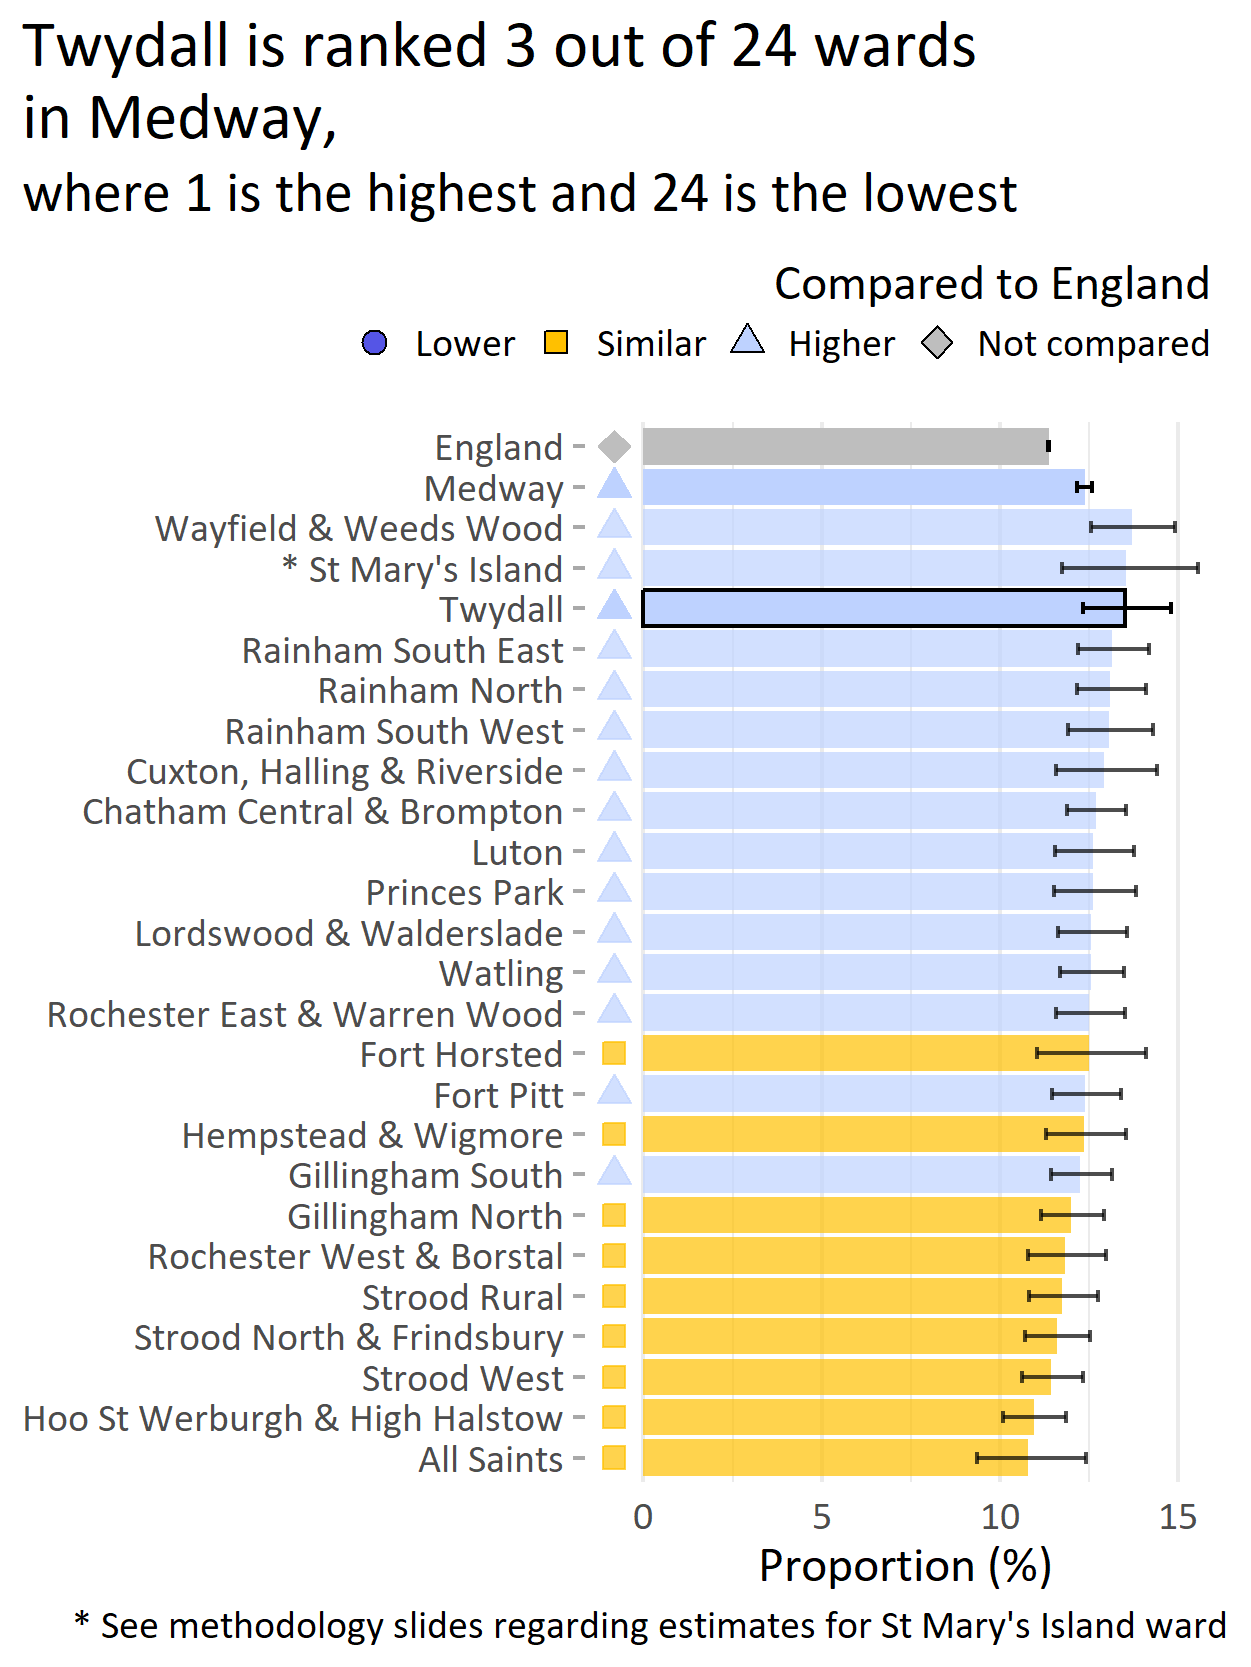 Twydall is ranked 3 out of 24 wards
in Medway,
where 1 is the highest and 24 is the lowest
Compared to England
Lower Similar Higher Not compared
England
Medway
Wayfield & Weeds Wood
* St Mary's Island
Twydall
Rainham South East
Rainham North
Rainham South West
Cuxton, Halling & Riverside
Chatham Central & Brompton
Luton
Princes Park
Lordswood & Walderslade
Watling
Rochester East & Warren Wood
Fort Horsted
Fort Pitt
Hempstead & Wigmore
Gillingham South
Gillingham North
Rochester West & Borstal
Strood Rural
Strood North & Frindsbury
Strood West
Hoo St Werburgh & High Halstow
All Saints
0 5 10 15
Proportion (%)
* See methodology slides regarding estimates for St Mary's Island ward